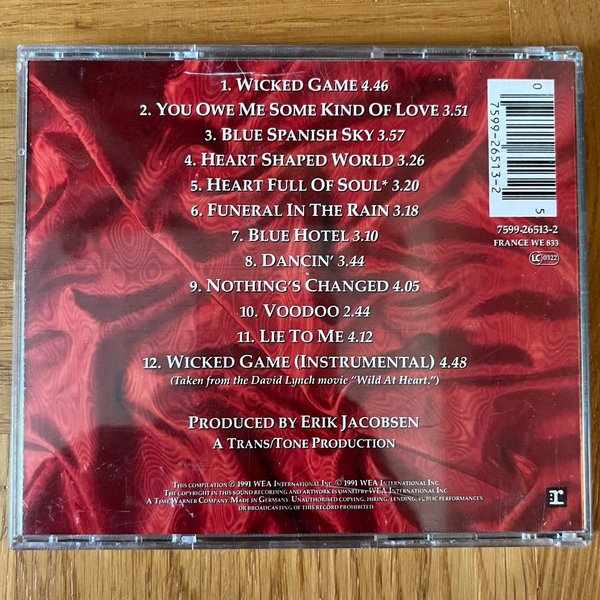 1. Wicked Game 4.46
2. You Owe Me Some Kind Of Love 3.51
3. Blue Spanish Sky 3.57
4. Heart Shaped World 3.26
5. Heart Full Of Soul* 3.20
6. Funeral In The Rain 3.18
7. Blue Hotel 3.10
8. Dancin' 3.44
9. Nothing's Changed 4.05
10. Voodoo 2.44
11. Lie To Me 4.12
12. Wicked Game (Instrumental) 4.48
(Taken from the David Lynch movie "Wild At Heart.")
Produced by Erik Jacobsen
A Trans/Tone Production
This compilation ℗ 1991 WEA International Inc. © 1991 WEA International Inc.
The copyright in this sound recording and artwork is owned by WEA International Inc.
A Time Warner Company. Made in Germany. Unauthorised copying, hiring, lending, public performances
or broadcasting of this record prohibited.
0
7599-26513-2
5
7599-26513-2
FRANCE WE 833
LC 0322
r